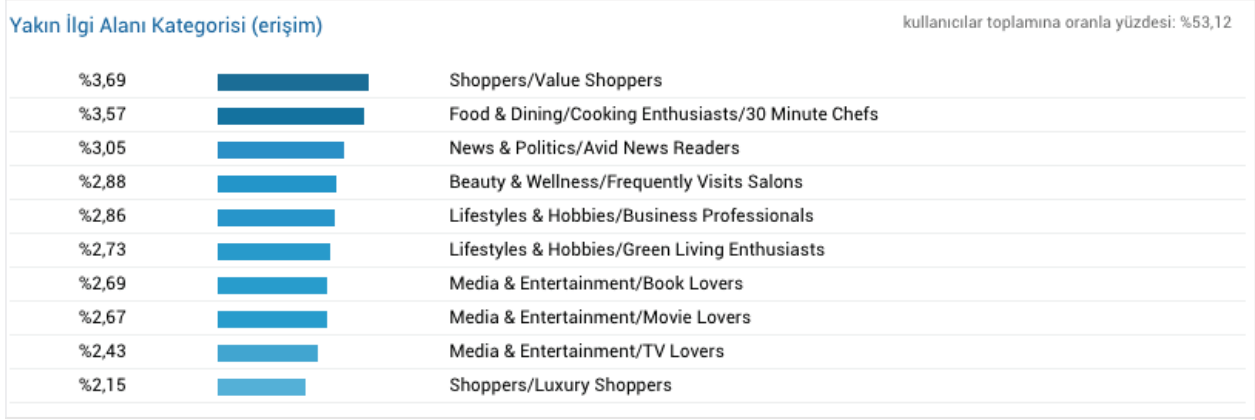 Yakın İlgi Alanı Kategorisi (erişim) kullanıcılar toplamına oranla yüzdesi: %53,12
%3,69 Shoppers/Value Shoppers
%3,57 Food & Dining/Cooking Enthusiasts/30 Minute Chefs
%3,05 News & Politics/Avid News Readers
%2,88 Beauty & Wellness/Frequently Visits Salons
%2,86 Lifestyles & Hobbies/Business Professionals
%2,73 Lifestyles & Hobbies/Green Living Enthusiasts
%2,69 Media & Entertainment/Book Lovers
%2,67 Media & Entertainment/Movie Lovers
%2,43 Media & Entertainment/TV Lovers
%2,15 Shoppers/Luxury Shoppers